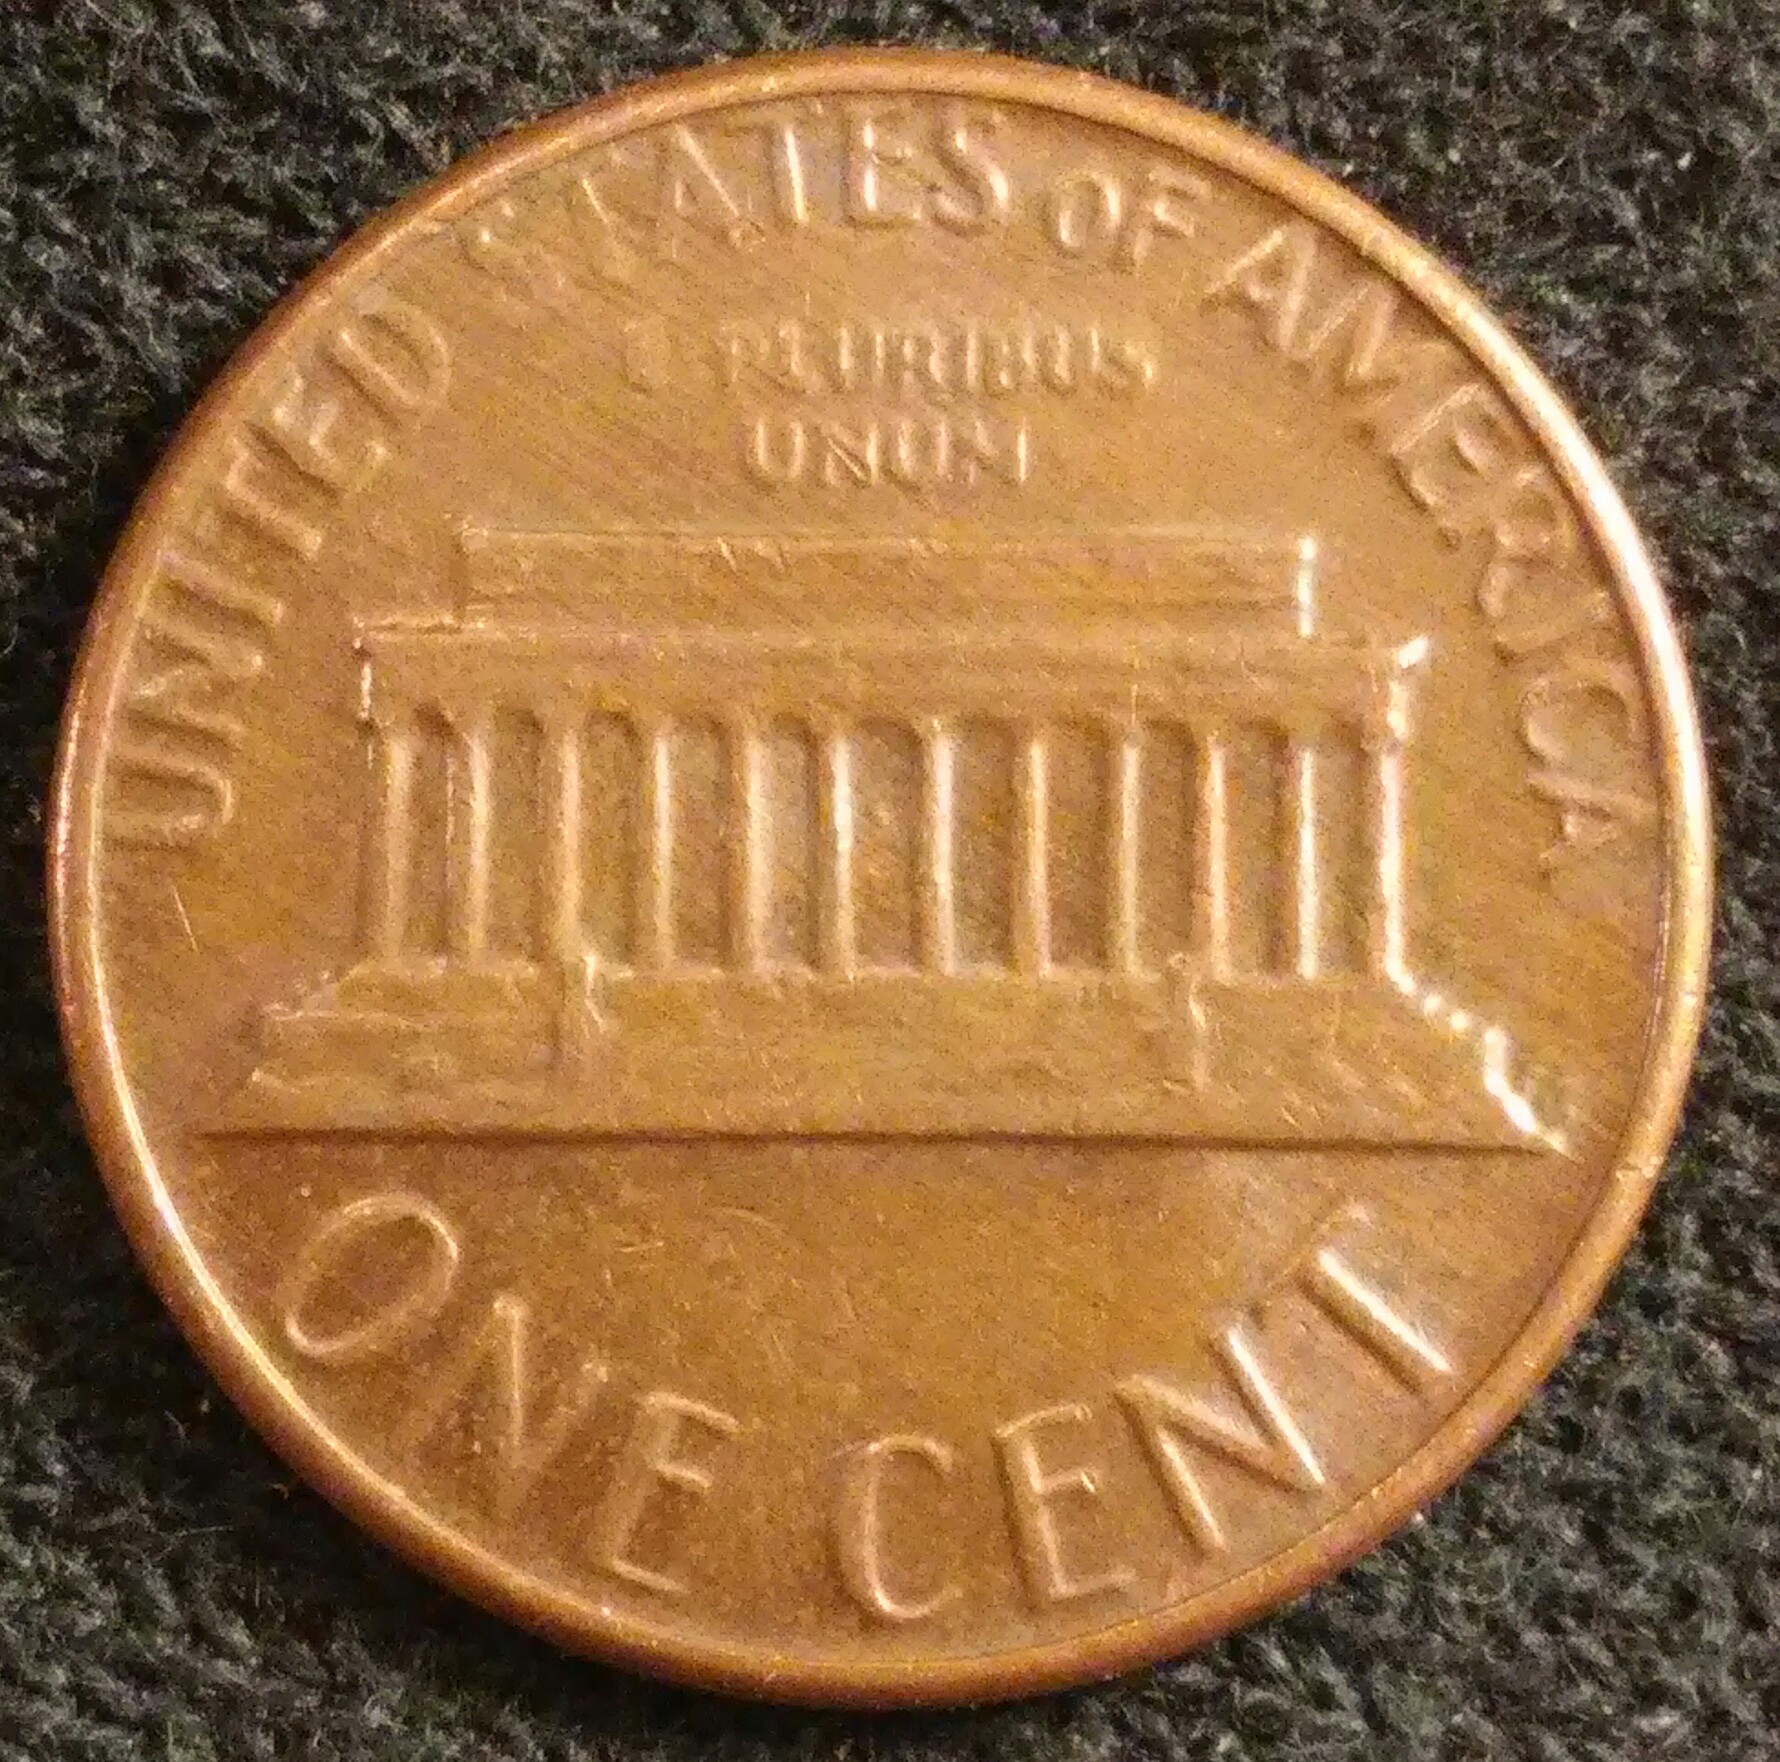 UNITED STATES OF AMERICA
E PLURIBUS
UNUM
ONE CENT